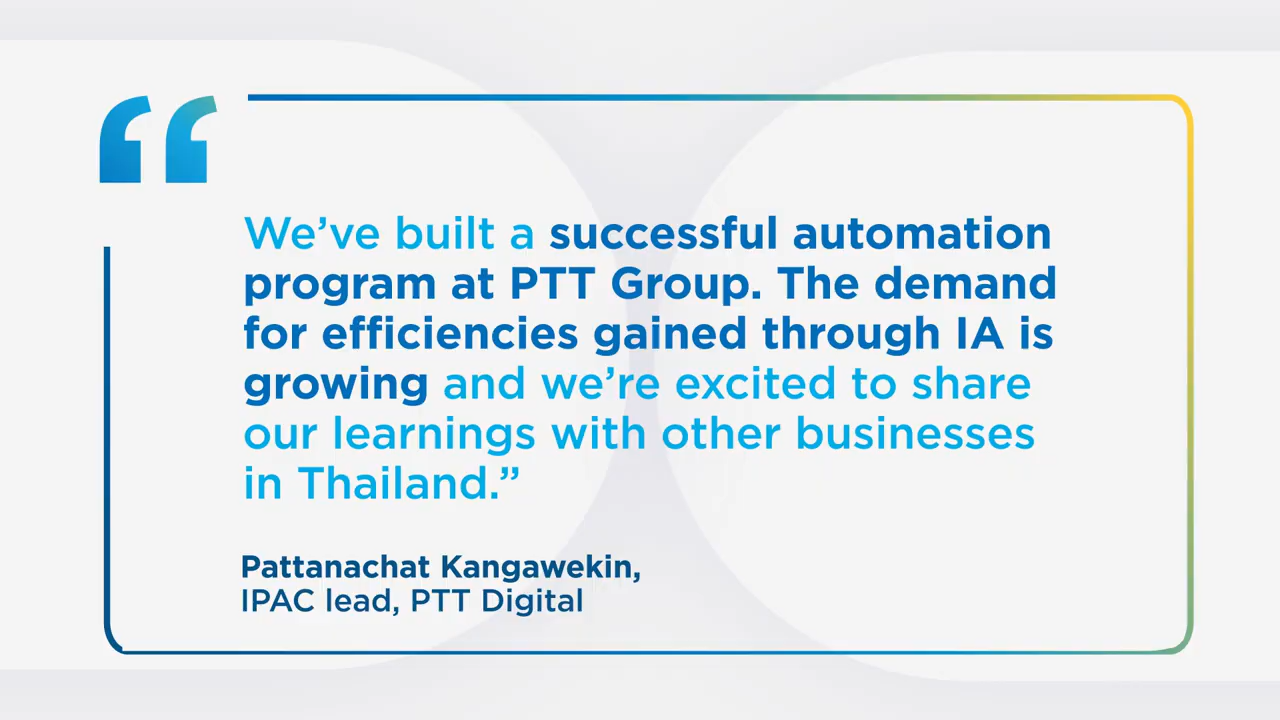 “
We’ve built a successful automation
program at PTT Group. The demand
for efficiencies gained through IA is
growing and we’re excited to share
our learnings with other businesses
in Thailand.”
Pattanachat Kangawekin,
IPAC lead, PTT Digital